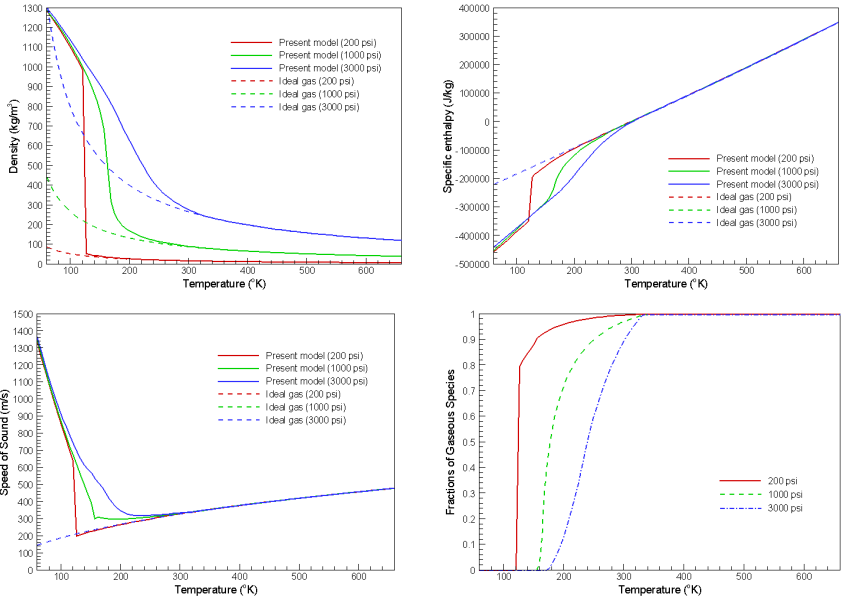 1300
1200
1100
1000
900
800
700
600
500
400
300
200
100
0
Density (kg/m³)
Present model (200 psi)
Present model (1000 psi)
Present model (3000 psi)
Ideal gas (200 psi)
Ideal gas (1000 psi)
Ideal gas (3000 psi)
100 200 300 400 500 600
Temperature (°K)
400000
300000
200000
100000
0
-100000
-200000
-300000
-400000
-500000
Specific enthalpy (J/kg)
Present model (200 psi)
Present model (1000 psi)
Present model (3000 psi)
Ideal gas (200 psi)
Ideal gas (1000 psi)
Ideal gas (3000 psi)
100 200 300 400 500 600
Temperature (°K)
1500
1400
1300
1200
1100
1000
900
800
700
600
500
400
300
200
100
0
Speed of Sound (m/s)
Present model (200 psi)
Present model (1000 psi)
Present model (3000 psi)
Ideal gas (200 psi)
Ideal gas (1000 psi)
Ideal gas (3000 psi)
100 200 300 400 500 600
Temperature (°K)
1
0.9
0.8
0.7
0.6
0.5
0.4
0.3
0.2
0.1
0
Fractions of Gaseous Species
200 psi
1000 psi
3000 psi
100 200 300 400 500 600
Temperature (°K)